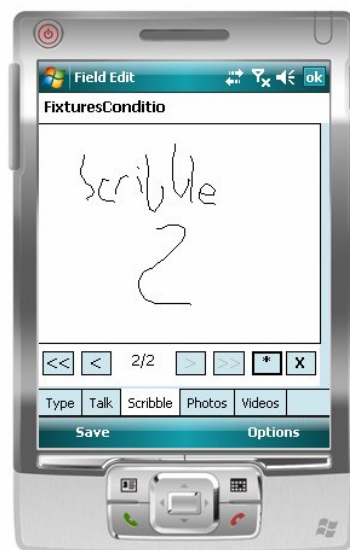 Field Edit ok
FixturesConditio
Scribble
2
<< < 2/2 > >> * X
Type Talk Scribble Photos Videos
Save Options